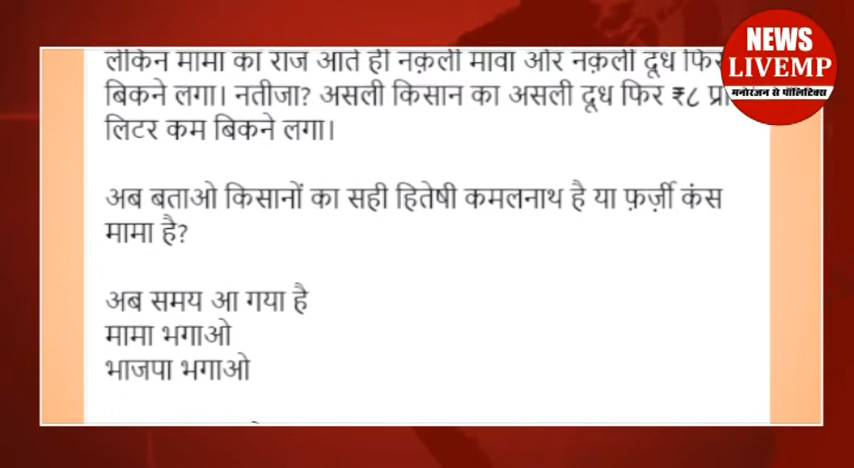 NEWS
LIVEMP
मनोरंजन से पॉलिटिक्स
लेकिन मामा का राज आते ही नक़ली मावा और नक़ली दूध फिर
बिकने लगा। नतीजा? असली किसान का असली दूध फिर ₹८
लिटर कम बिकने लगा।
अब बताओ किसानों का सही हितेषी कमलनाथ है या फ़र्ज़ी कंस
मामा है?
अब समय आ गया है
मामा भगाओ
भाजपा भगाओ